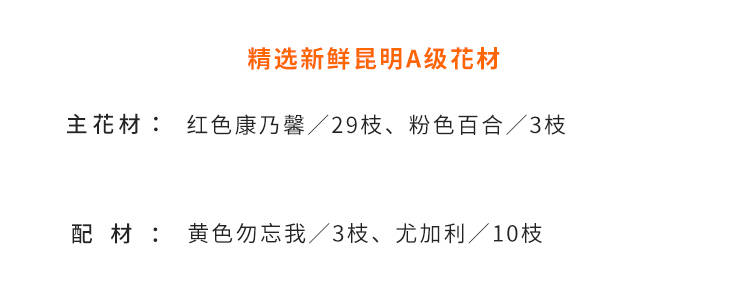 精选新鲜昆明A级花材
主花材：红色康乃馨／29枝、粉色百合／3枝
配材：黄色勿忘我／3枝、尤加利／10枝